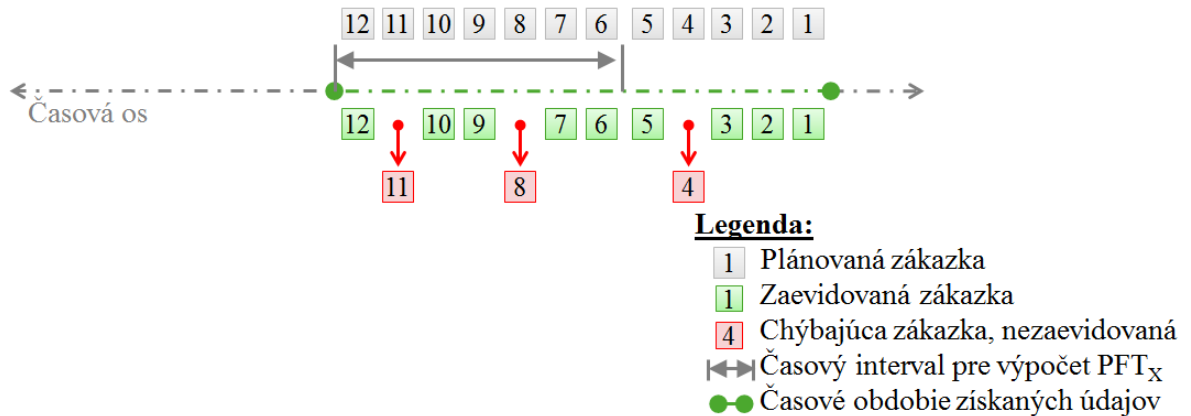 12 11 10 9 8 7 6 5 4 3 2 1
Časová os
12 10 9 7 6 5 3 2 1
11 8 4
Legenda:
1 Plánovaná zákazka
1 Zaevidovaná zákazka
4 Chýbajúca zákazka, nezaevidovaná
Časový interval pre výpočet PFTX
Časové obdobie získaných údajov